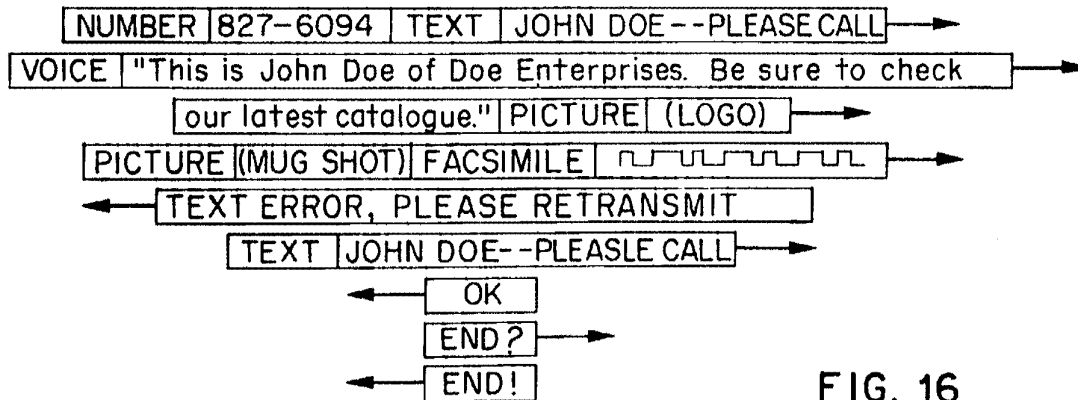 NUMBER 827-6094 TEXT JOHN DOE--PLEASE CALL
VOICE "This is John Doe of Doe Enterprises. Be sure to check
our latest catalogue." PICTURE (LOGO)
PICTURE (MUG SHOT) FACSIMILE
TEXT ERROR, PLEASE RETRANSMIT
TEXT JOHN DOE--PLEASLE CALL
OK
END?
END!
FIG. 16